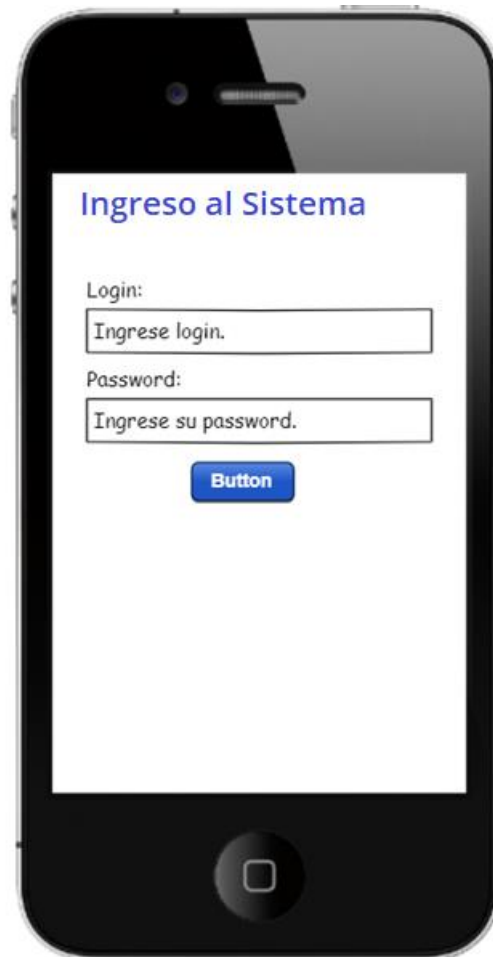 Ingreso al Sistema
Login:
Ingrese login.
Password:
Ingrese su password.
Button